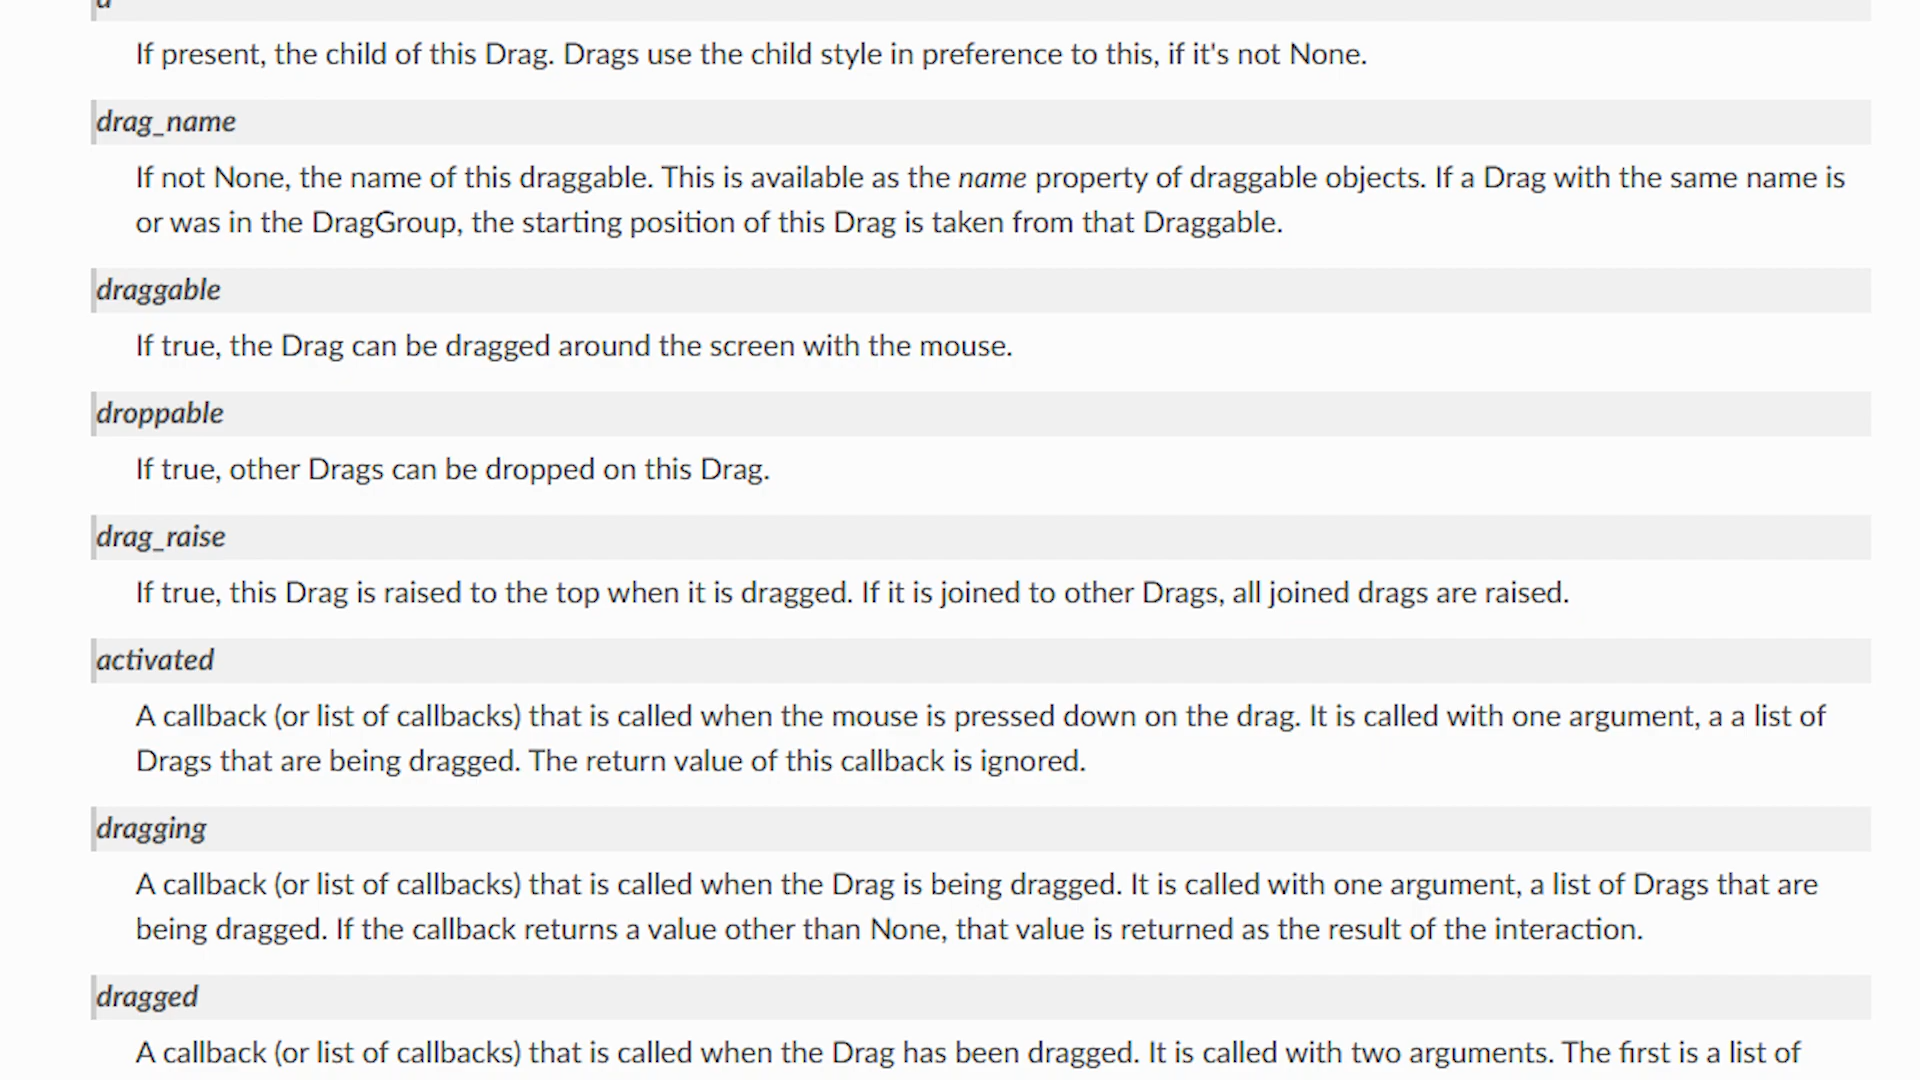 If present, the child of this Drag. Drags use the child style in preference to this, if it's not None.
drag_name
If not None, the name of this draggable. This is available as the name property of draggable objects. If a Drag with the same name is
or was in the DragGroup, the starting position of this Drag is taken from that Draggable.
draggable
If true, the Drag can be dragged around the screen with the mouse.
droppable
If true, other Drags can be dropped on this Drag.
drag_raise
If true, this Drag is raised to the top when it is dragged. If it is joined to other Drags, all joined drags are raised.
activated
A callback (or list of callbacks) that is called when the mouse is pressed down on the drag. It is called with one argument, a a list of
Drags that are being dragged. The return value of this callback is ignored.
dragging
A callback (or list of callbacks) that is called when the Drag is being dragged. It is called with one argument, a list of Drags that are
being dragged. If the callback returns a value other than None, that value is returned as the result of the interaction.
dragged
A callback (or list of callbacks) that is called when the Drag has been dragged. It is called with two arguments. The first is a list of